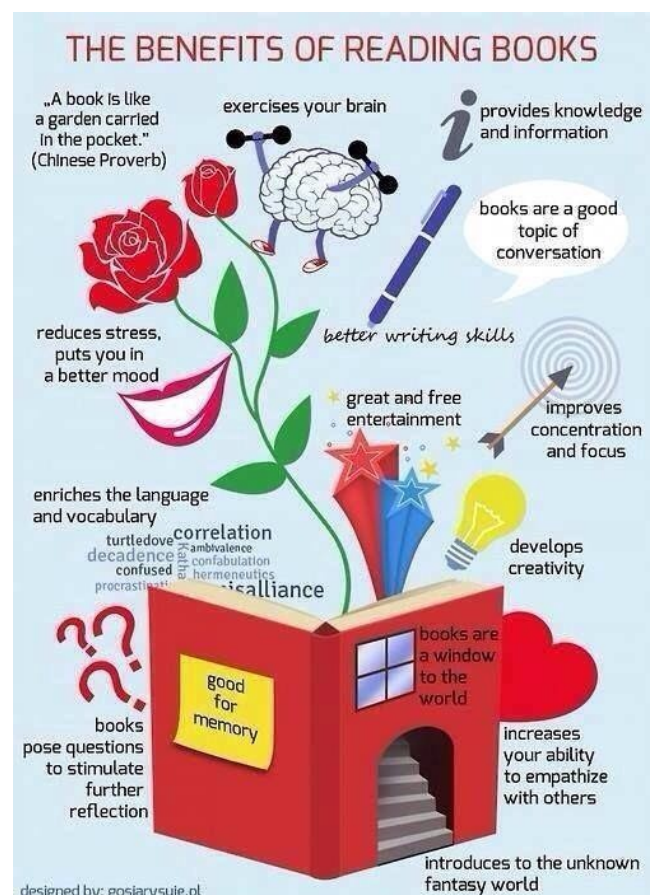 THE BENEFITS OF READING BOOKS
„A book is like
a garden carried
in the pocket.”
(Chinese Proverb)
exercises your brain
i
provides knowledge
and information
books are a good
topic of
conversation
better writing skills
reduces stress,
puts you in
a better mood
great and free
entertainment
improves
concentration
and focus
enriches the language
and vocabulary
correlation
turtledove
ambivalence
decadence
Katha
confabulation
confused
hermeneutics
procrastinati
isalliance
develops
creativity
???
books are
a window
to the
world
good
for
memory
books
pose questions
to stimulate
further
reflection
increases
your ability
to empathize
with others
introduces to the unknown
fantasy world
designed by: gosiarysuje.pl